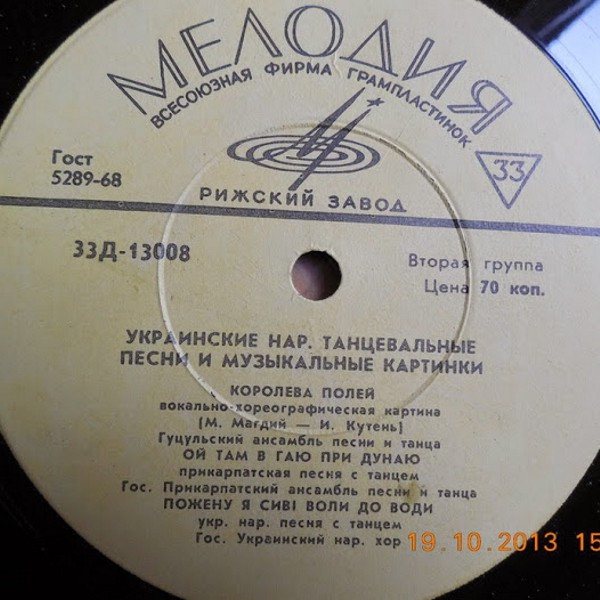 МЕЛОДИЯ
ВСЕСОЮЗНАЯ ФИРМА ГРАМПЛАСТИНОК
33
Гост
5289-68
РИЖСКИЙ ЗАВОД
33Д-13008
Вторая группа
Цена 70 коп.
УКРАИНСКИЕ НАР. ТАНЦЕВАЛЬНЫЕ
ПЕСНИ И МУЗЫКАЛЬНЫЕ КАРТИНКИ
КОРОЛЕВА ПОЛЕЙ
вокально-хореографическая картина
(М. Магдий — И. Кутень)
Гуцульский ансамбль песни и танца
ОЙ ТАМ В ГАЮ ПРИ ДУНАЮ
прикарпатская песня с танцем
Гос. Прикарпатский ансамбль песни и танца
ПОЖЕНУ Я СИВІ ВОЛИ ДО ВОДИ
укр. нар. песня с танцем
Гос. Украинский нар. хор
19.10.2013 15